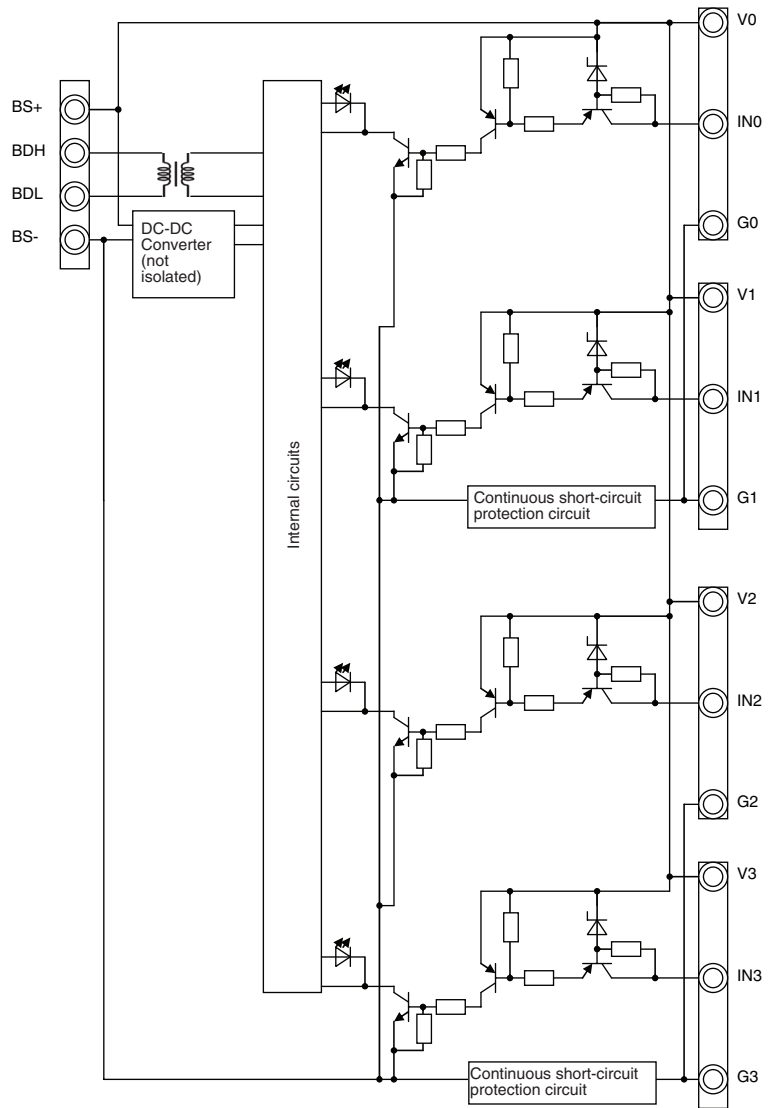 V0
BS+
IN0
BDH
BDL
G0
BS-
DC-DC
Converter
(not
isolated)
V1
IN1
Internal circuits
Continuous short-circuit
protection circuit
G1
V2
IN2
G2
V3
IN3
Continuous short-circuit
protection circuit
G3